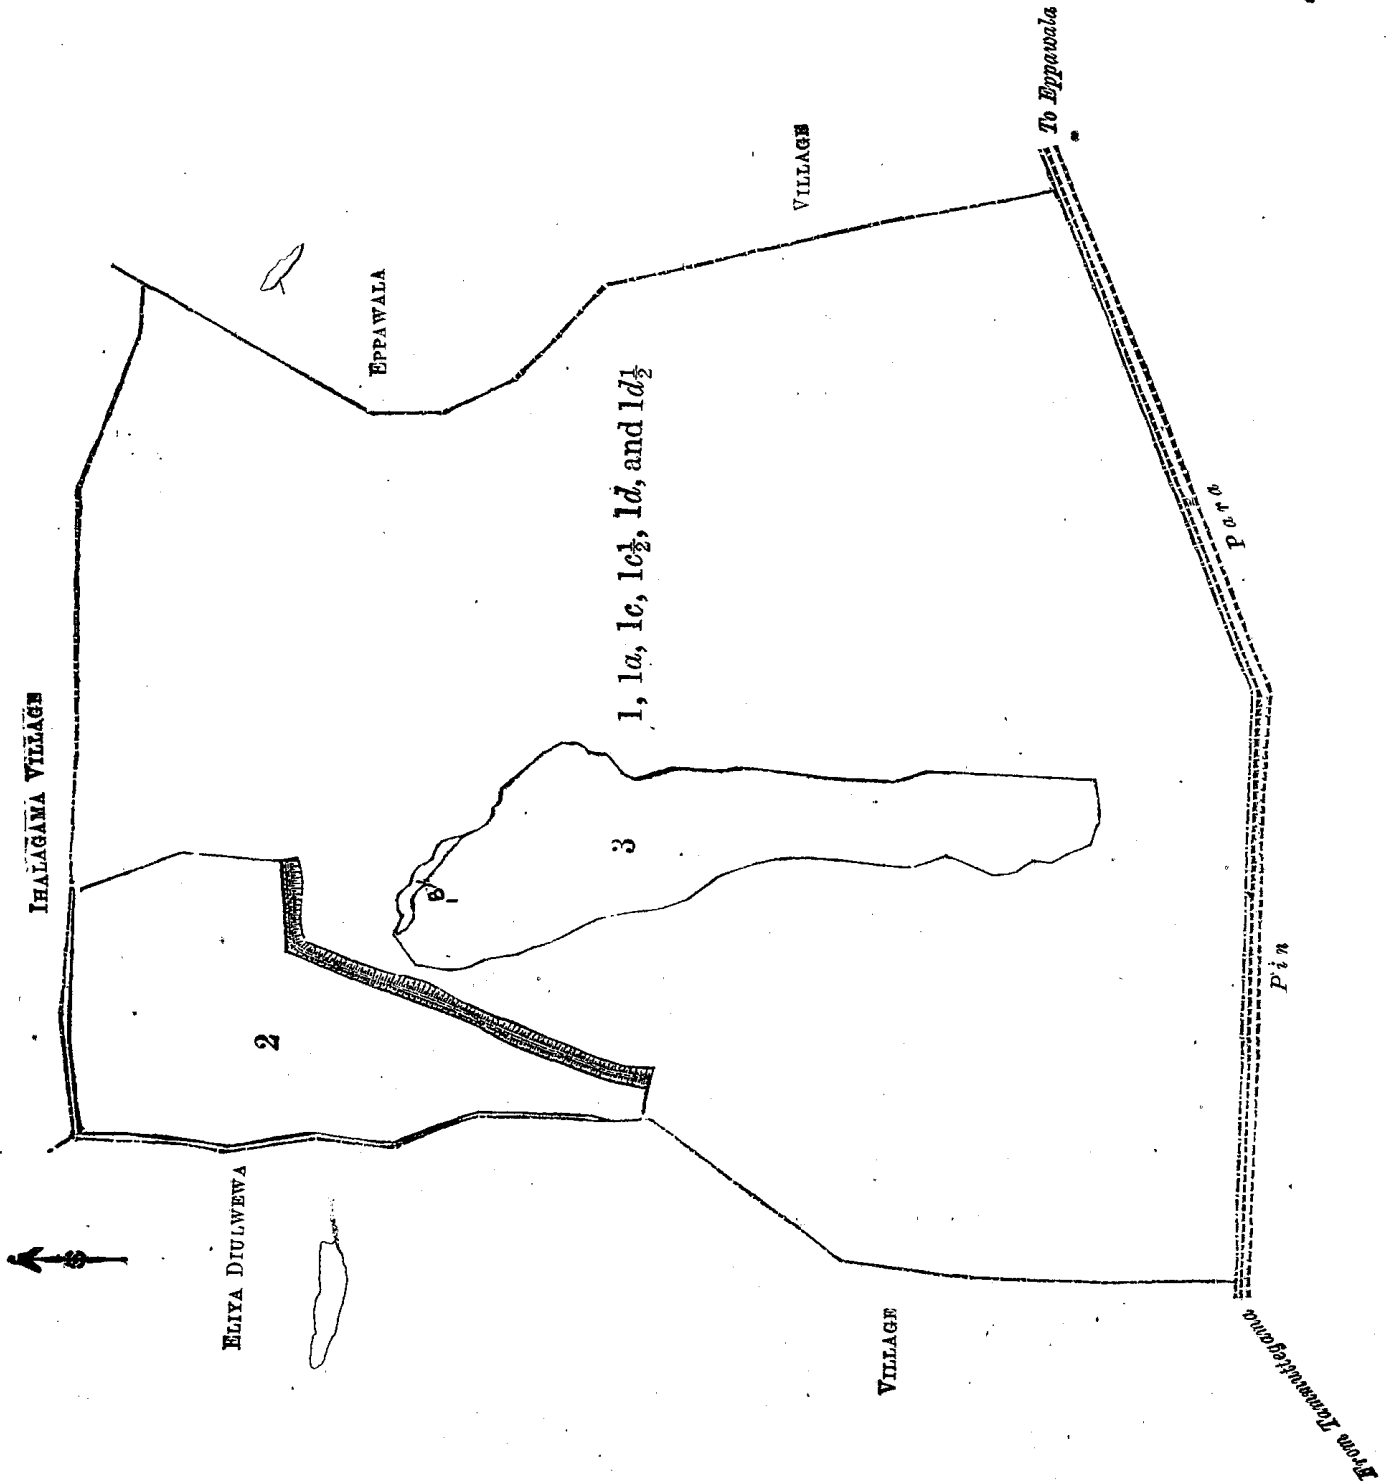 IHALAGAMA VILLAGE
To Eppawala
VILLAGE
EPPAWALA
1, 1a, 1c, 1c½, 1d, and 1d½
Para
3
B
1
2
Pin
ELIYA DIULWEWA
VILLAGE
From Tammuttegama